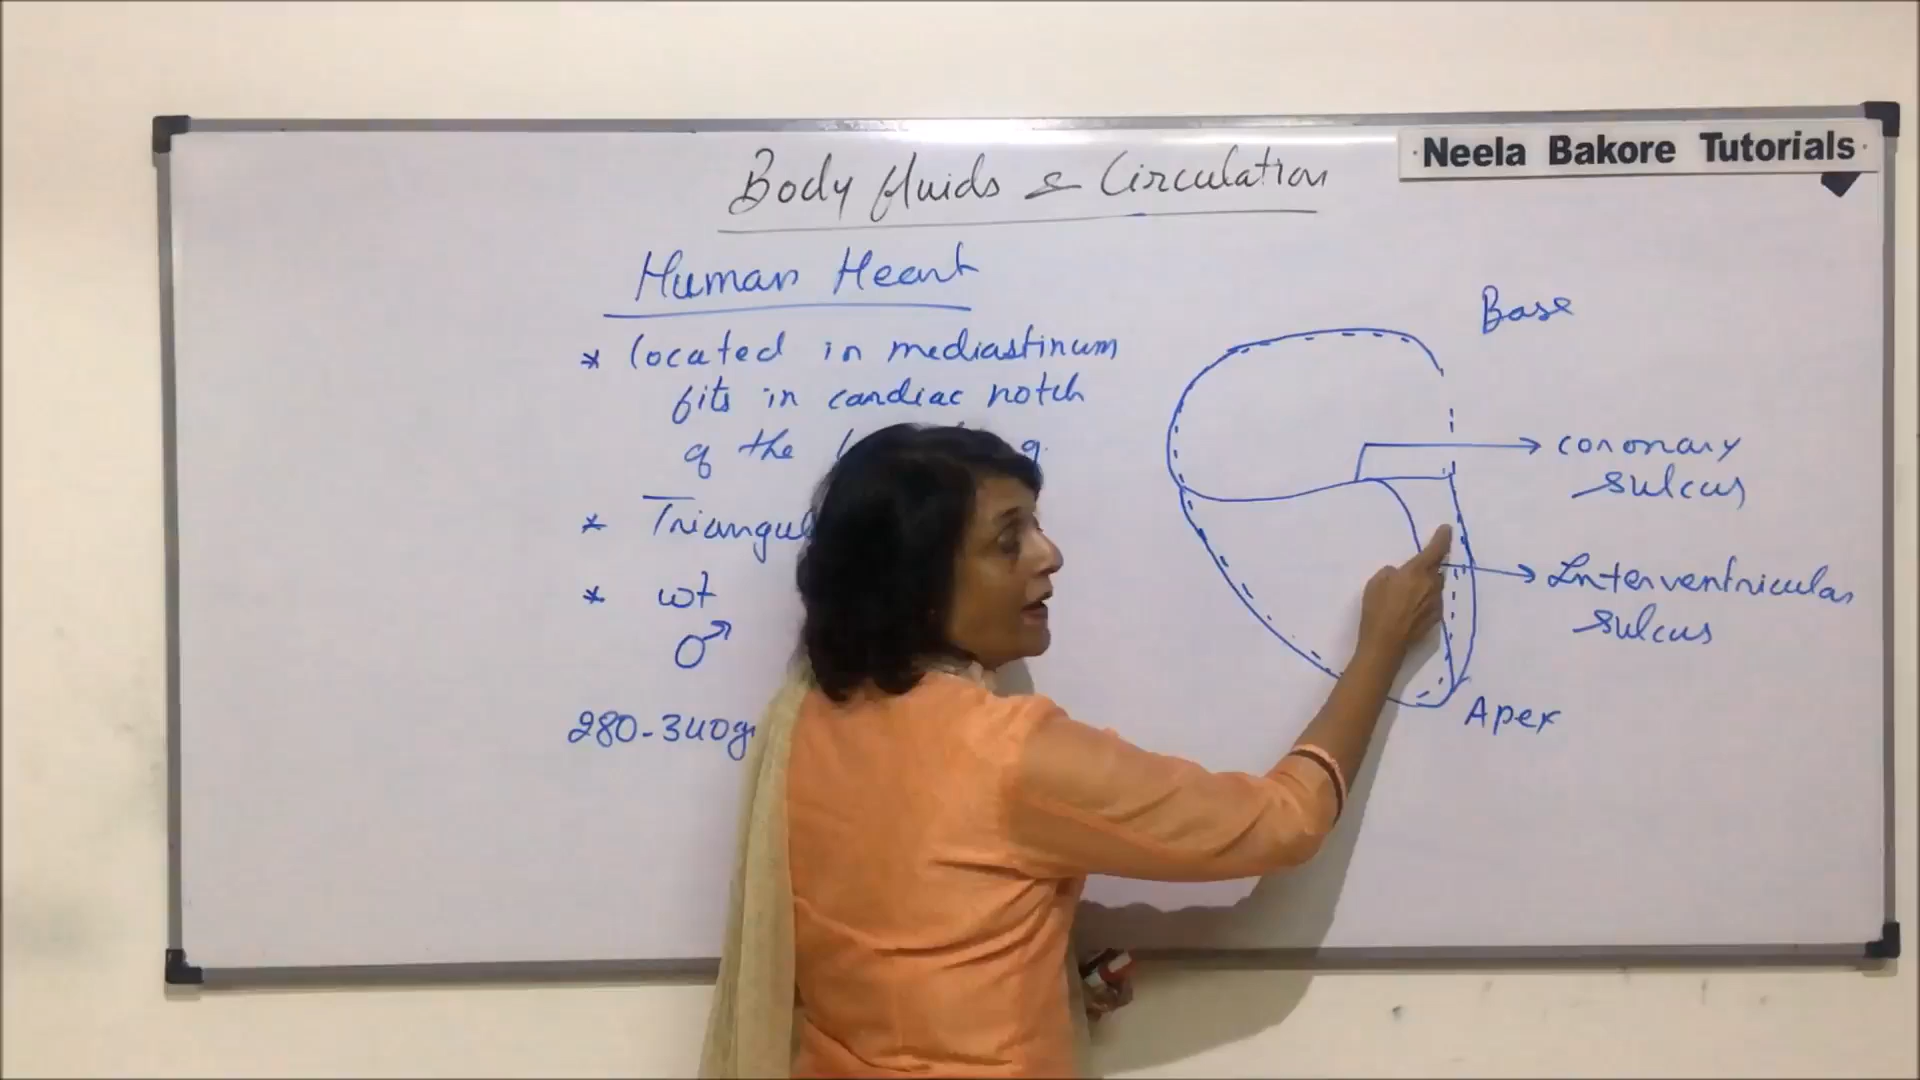 Neela Bakore Tutorials
Body fluids & Circulation
Human Heart
* located in mediastinum
fits in cardiac notch
of the
* 
* wt
♂
280-340g
Base
coronary
sulcus
Interventricular
sulcus
Apex